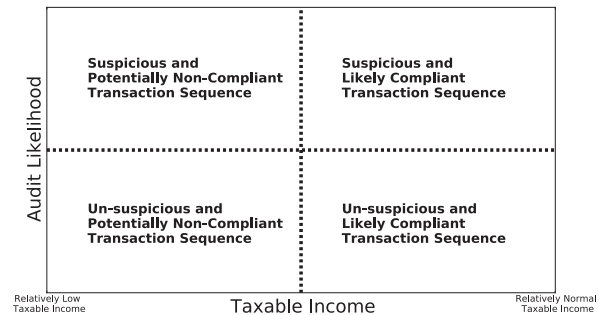 Audit Likelihood
Suspicious and
Potentially Non-Compliant
Transaction Sequence
Suspicious and
Likely Compliant
Transaction Sequence
Un-suspicious and
Potentially Non-Compliant
Transaction Sequence
Un-suspicious and
Likely Compliant
Transaction Sequence
Relatively Low
Taxable Income
Taxable Income
Relatively Normal
Taxable Income